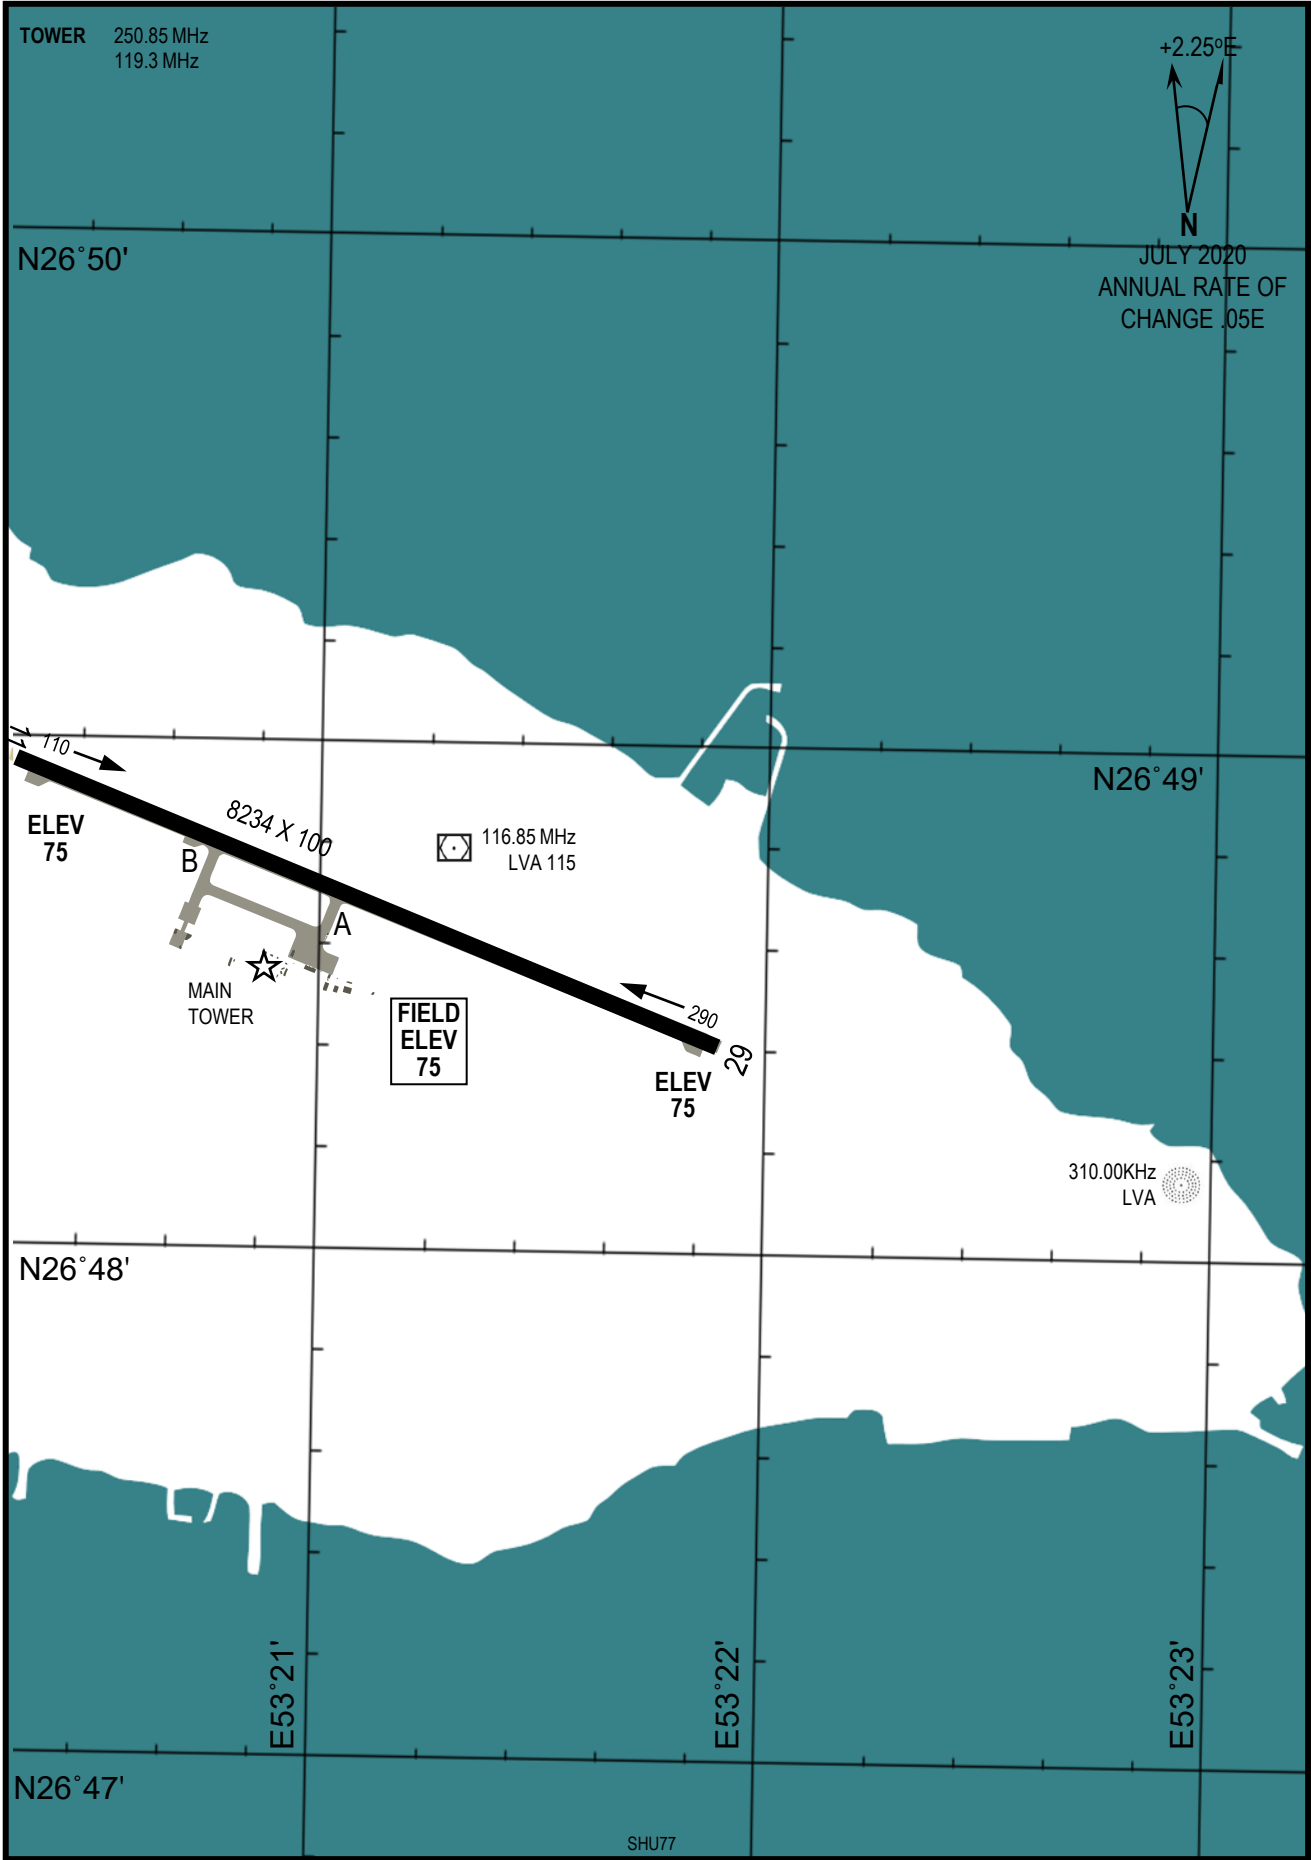 TOWER 250.85 MHz
119.3 MHz
+2.25ºE
N
JULY 2020
ANNUAL RATE OF
CHANGE .05E
N26°50'
N26°49'
11
110
8234 X 100
ELEV
75
B
A
116.85 MHz
LVA 115
MAIN
TOWER
FIELD
ELEV
75
290
29
ELEV
75
310.00KHz
LVA
N26°48'
E53°21'
E53°22'
E53°23'
N26°47'
SHU77